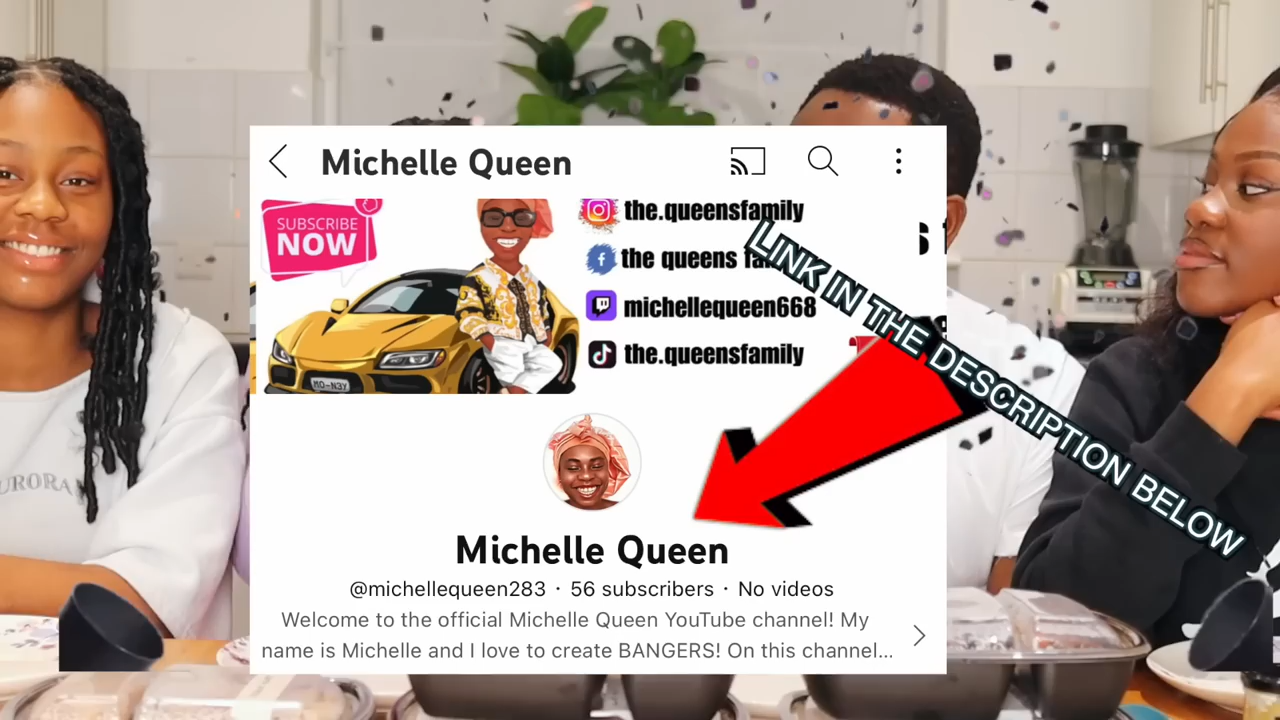 Michelle Queen
SUBSCRIBE
NOW
the.queensfamily
the queens
michellequeen668
the.queensfamily
MO-N3Y
LINK IN THE DESCRIPTION BELOW
Michelle Queen
@michellequeen283 · 56 subscribers · No videos
Welcome to the official Michelle Queen YouTube channel! My
name is Michelle and I love to create BANGERS! On this channel...